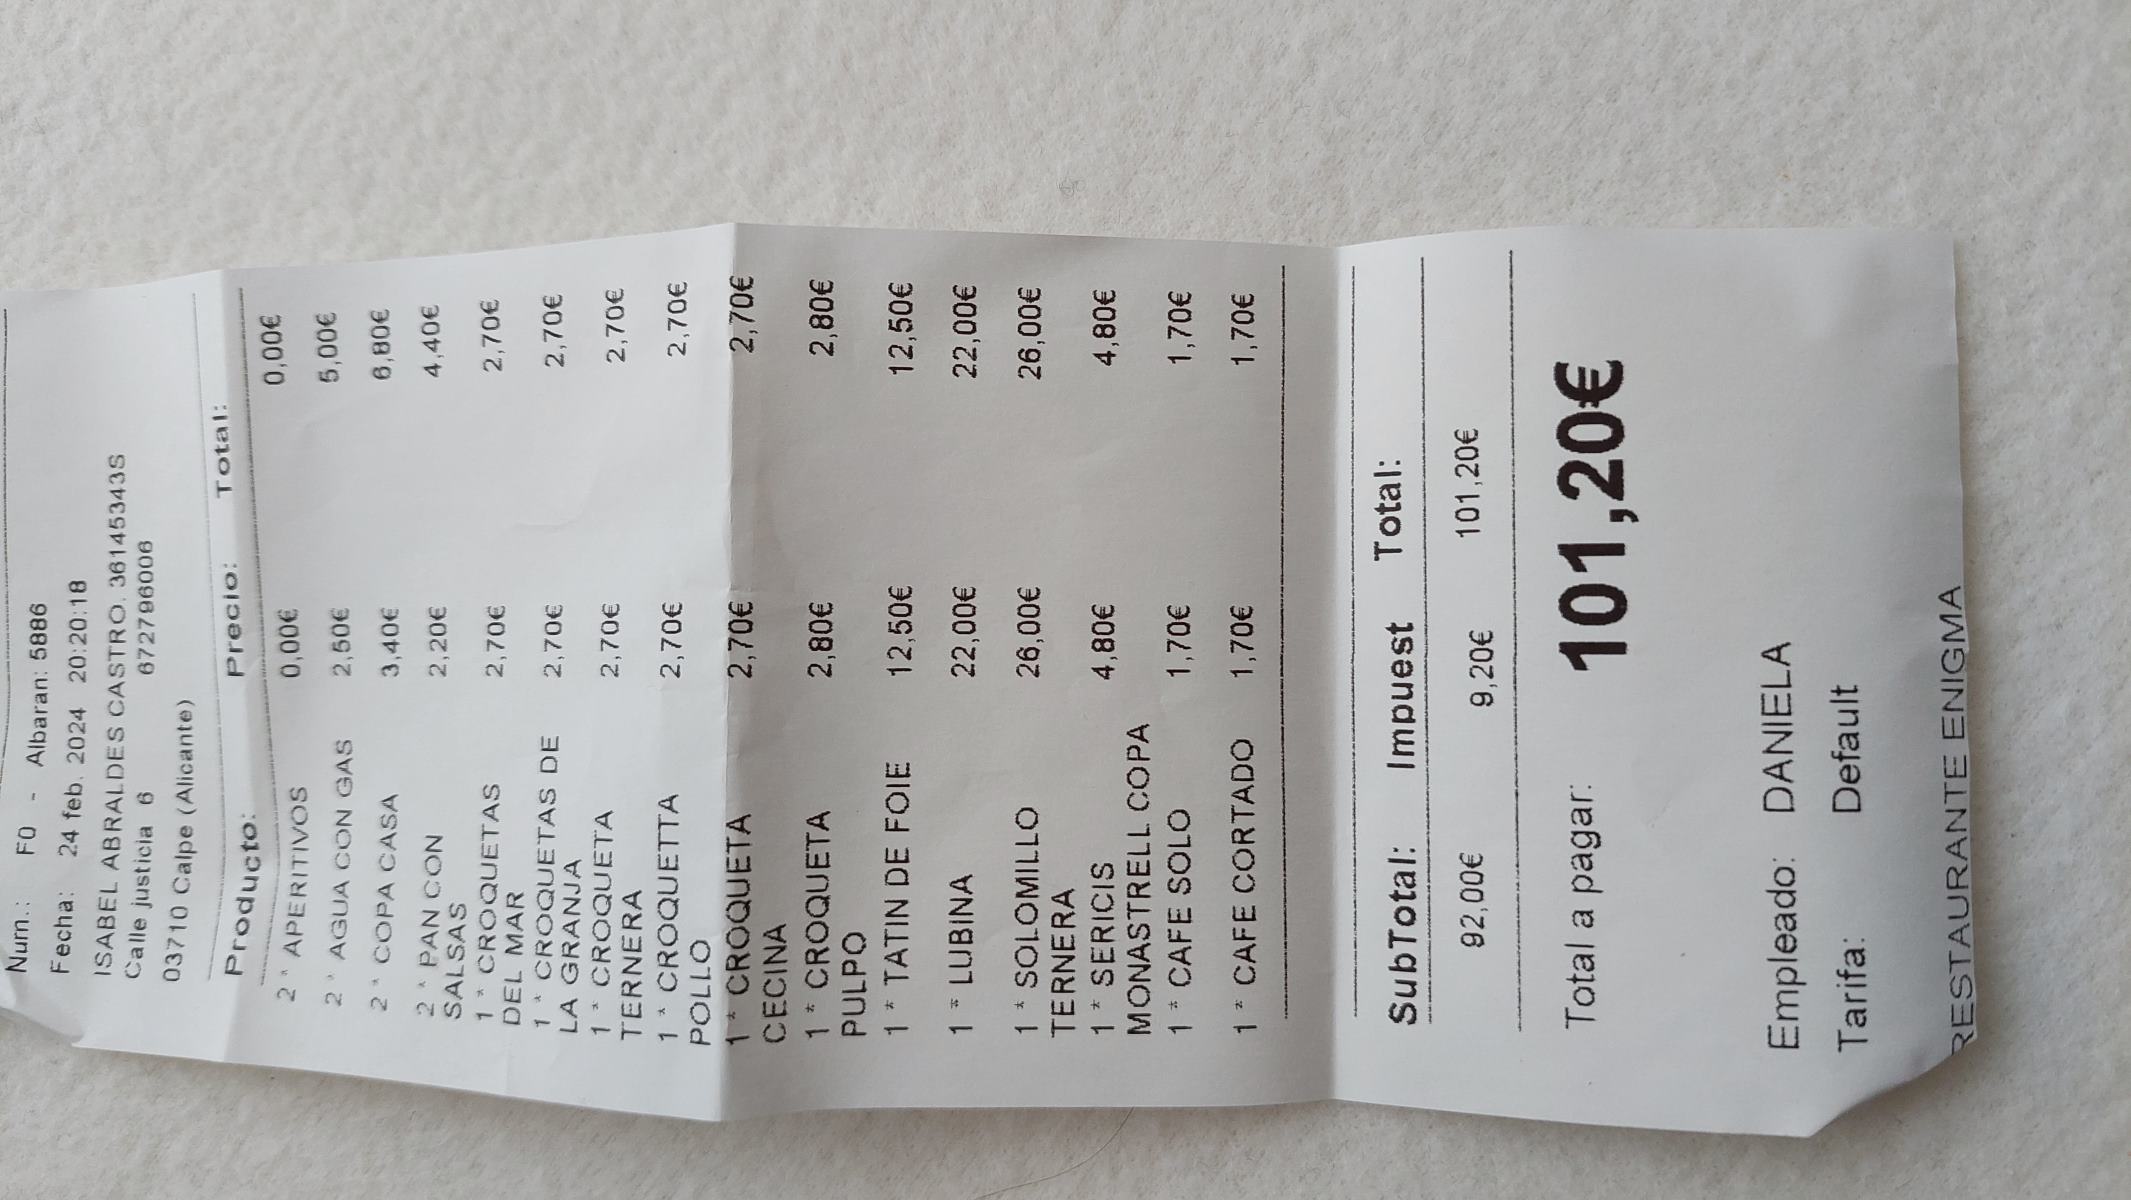 Num.: F0 - Albaran: 5886
Fecha: 24 feb. 2024 20:20:18
ISABEL ABRALDES CASTRO. 36145343S
Calle justicia 6 672796006
03710 Calpe (Alicante)
Producto: Precio: Total:
2 * APERITIVOS 0,00€ 0,00€
2 * AGUA CON GAS 2,50€ 5,00€
2 * COPA CASA 3,40€ 6,80€
2 * PAN CON 2,20€ 4,40€
SALSAS
1 * CROQUETAS 2,70€ 2,70€
DEL MAR
1 * CROQUETAS DE 2,70€ 2,70€
LA GRANJA
1 * CROQUETA 2,70€ 2,70€
TERNERA
1 * CROQUETTA 2,70€ 2,70€
POLLO
1 * CROQUETA 2,70€ 2,70€
CECINA
1 * CROQUETA 2,80€ 2,80€
PULPO
1 * TATIN DE FOIE 12,50€ 12,50€
1 * LUBINA 22,00€ 22,00€
1 * SOLOMILLO 26,00€ 26,00€
TERNERA
1 * SERICIS 4,80€ 4,80€
MONASTRELL COPA
1 * CAFE SOLO 1,70€ 1,70€
1 * CAFE CORTADO 1,70€ 1,70€
SubTotal: Impuest Total:
92,00€ 9,20€ 101,20€
Total a pagar: 101,20€
Empleado: DANIELA
Tarifa: Default
RESTAURANTE ENIGMA